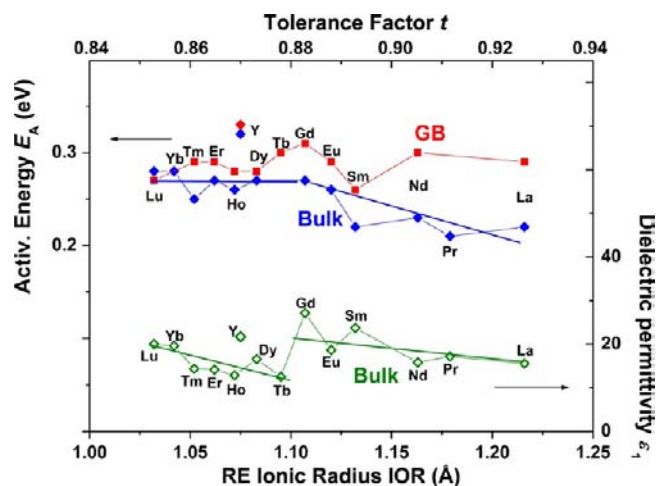 Tolerance Factor t
0.84 0.86 0.88 0.90 0.92 0.94
Activ. Energy E_A (eV)
0.3
0.2
Y
Gd
GB
Tm Er
Tb
Yb
Dy
Eu
Sm
Nd
Lu
Ho
La
Bulk
Pr
40
Gd
Sm
Y
Yb
Dy
20
Lu
La
Tm Er Ho
Tb
Eu
Nd
Pr
Bulk
0
Dielectric permittivity ε₁
1.00 1.05 1.10 1.15 1.20 1.25
RE Ionic Radius IOR (Å)